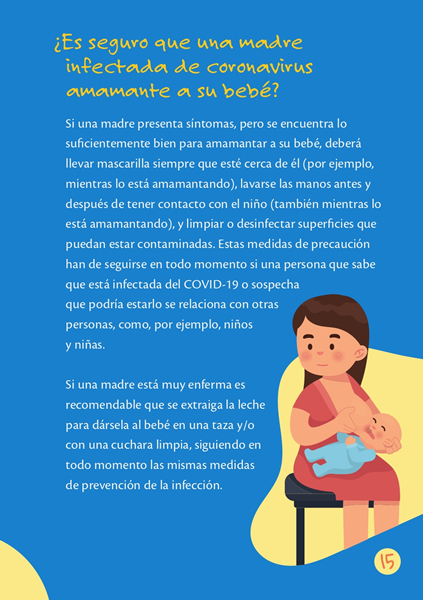 ¿Es seguro que una madre
infectada de coronavirus
amamante a su bebé?
Si una madre presenta síntomas, pero se encuentra lo
suficientemente bien para amamantar a su bebé, deberá
llevar mascarilla siempre que esté cerca de él (por ejemplo,
mientras lo está amamantando), lavarse las manos antes y
después de tener contacto con el niño (también mientras lo
está amamantando), y limpiar o desinfectar superficies que
puedan estar contaminadas. Estas medidas de precaución
han de seguirse en todo momento si una persona que sabe
que está infectada del COVID-19 o sospecha
que podría estarlo se relaciona con otras
personas, como, por ejemplo, niños
y niñas.
Si una madre está muy enferma es
recomendable que se extraiga la leche
para dársela al bebé en una taza y/o
con una cuchara limpia, siguiendo en
todo momento las mismas medidas
de prevención de la infección.
15